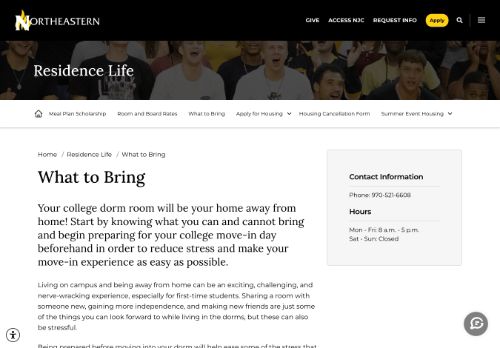 NORTHEASTERN
GIVE ACCESS NJC REQUEST INFO Apply
Residence Life
Meal Plan Scholarship Room and Board Rates What to Bring Apply for Housing Housing Cancellation Form Summer Event Housing
Home / Residence Life / What to Bring
What to Bring
Your college dorm room will be your home away from
home! Start by knowing what you can and cannot bring
and begin preparing for your college move-in day
beforehand in order to reduce stress and make your
move-in experience as easy as possible.
Living on campus and being away from home can be an exciting, challenging, and
nerve-wracking experience, especially for first-time students. Sharing a room with
someone new, gaining more independence, and making new friends are just some
of the things you can look forward to while living in the dorms, but these can also
be stressful.
Being prepared before moving into your dorm will help ease some of the stress that
Contact Information
Phone: 970-521-6608
Hours
Mon - Fri: 8 a.m. - 5 p.m.
Sat - Sun: Closed